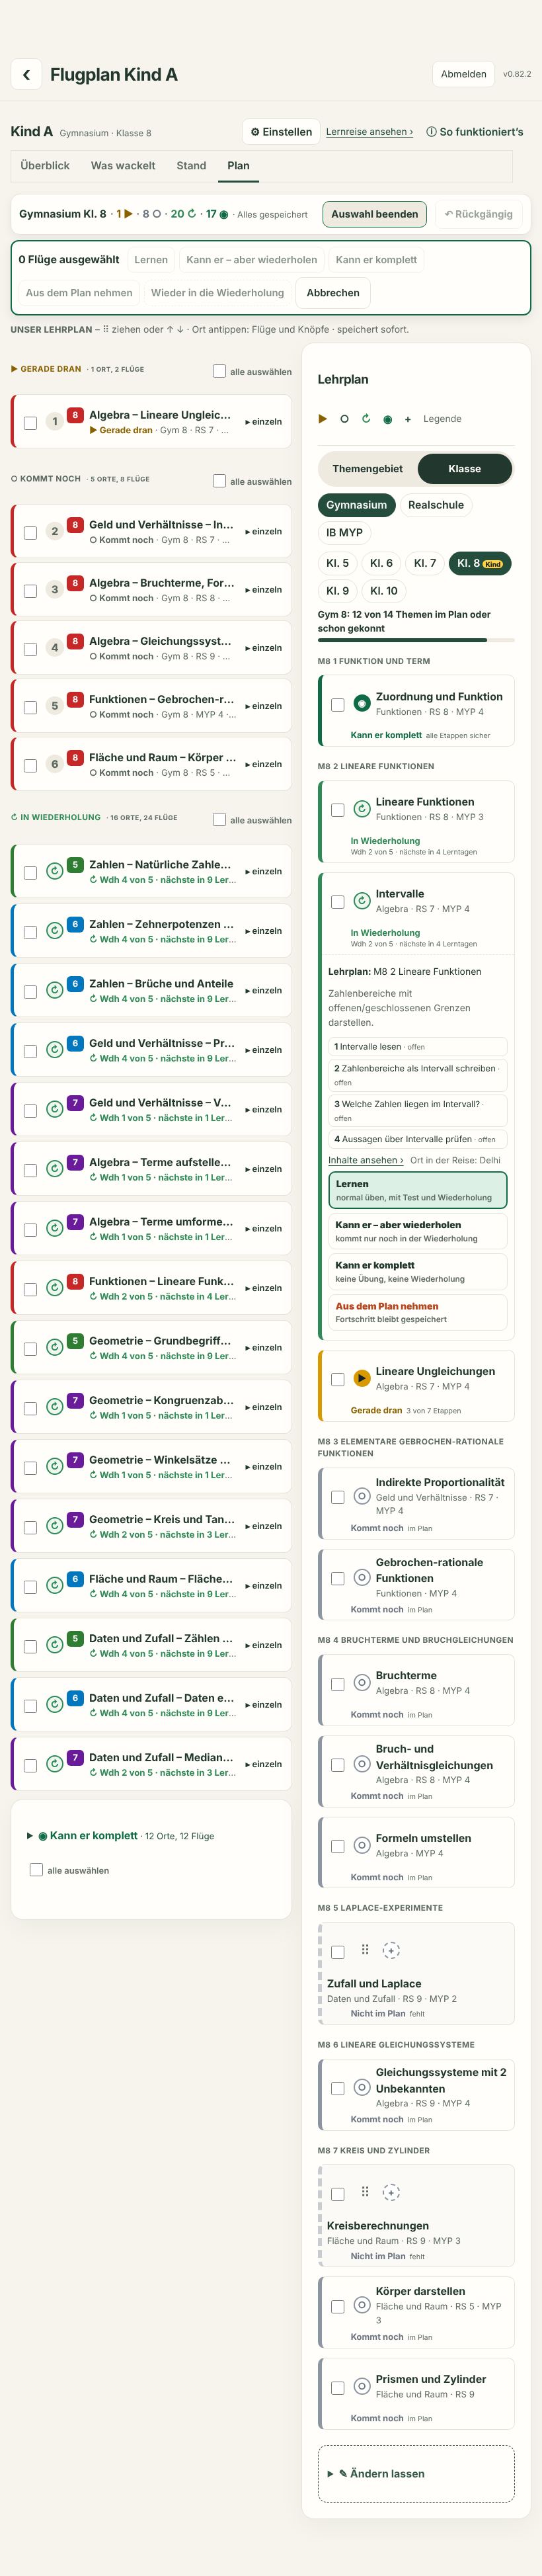 Flugplan Kind A
Abmelden
v0.82.2
Kind A Gymnasium · Klasse 8
⚙ Einstellen
Lernreise ansehen ›
ⓘ So funktioniert's
Überblick
Was wackelt
Stand
Plan
Gymnasium Kl. 8 · 1 ▶ · 8 ○ · 20 ↻ · 17 ◉ · Alles gespeichert
Auswahl beenden
↶ Rückgängig
0 Flüge ausgewählt
Lernen
Kann er – aber wiederholen
Kann er komplett
Aus dem Plan nehmen
Wieder in die Wiederholung
Abbrechen
UNSER LEHRPLAN – ⠿ ziehen oder ↑ ↓ · Ort antippen: Flüge und Knöpfe · speichert sofort.
▶ GERADE DRAN · 1 ORT, 2 FLÜGE
alle auswählen
1 8 Algebra – Lineare Ungleic...
▶ Gerade dran · Gym 8 · RS 7 · ...
▸ einzeln
○ KOMMT NOCH · 5 ORTE, 8 FLÜGE
alle auswählen
2 8 Geld und Verhältnisse – In...
○ Kommt noch · Gym 8 · RS 7 · ...
▸ einzeln
3 8 Algebra – Bruchterme, For...
○ Kommt noch · Gym 8 · RS 8 · ...
▸ einzeln
4 8 Algebra – Gleichungssyst...
○ Kommt noch · Gym 8 · RS 9 · ...
▸ einzeln
5 8 Funktionen – Gebrochen-r...
○ Kommt noch · Gym 8 · MYP 4 ·...
▸ einzeln
6 8 Fläche und Raum – Körper ...
○ Kommt noch · Gym 8 · RS 5 · ...
▸ einzeln
↻ IN WIEDERHOLUNG · 16 ORTE, 24 FLÜGE
alle auswählen
5 Zahlen – Natürliche Zahle...
↻ Wdh 4 von 5 · nächste in 9 Ler...
▸ einzeln
6 Zahlen – Zehnerpotenzen ...
↻ Wdh 4 von 5 · nächste in 9 Ler...
▸ einzeln
6 Zahlen – Brüche und Anteile
↻ Wdh 4 von 5 · nächste in 9 Ler...
▸ einzeln
6 Geld und Verhältnisse – Pr...
↻ Wdh 4 von 5 · nächste in 9 Ler...
▸ einzeln
7 Geld und Verhältnisse – V...
↻ Wdh 1 von 5 · nächste in 1 Ler...
▸ einzeln
7 Algebra – Terme aufstelle...
↻ Wdh 1 von 5 · nächste in 1 Ler...
▸ einzeln
7 Algebra – Terme umforme...
↻ Wdh 1 von 5 · nächste in 1 Ler...
▸ einzeln
8 Funktionen – Lineare Funk...
↻ Wdh 2 von 5 · nächste in 4 Ler...
▸ einzeln
5 Geometrie – Grundbegriff...
↻ Wdh 4 von 5 · nächste in 9 Ler...
▸ einzeln
7 Geometrie – Kongruenzab...
↻ Wdh 1 von 5 · nächste in 1 Ler...
▸ einzeln
7 Geometrie – Winkelsätze ...
↻ Wdh 1 von 5 · nächste in 1 Ler...
▸ einzeln
7 Geometrie – Kreis und Tan...
↻ Wdh 2 von 5 · nächste in 3 Ler...
▸ einzeln
6 Fläche und Raum – Fläche...
↻ Wdh 4 von 5 · nächste in 9 Ler...
▸ einzeln
5 Daten und Zufall – Zählen ...
↻ Wdh 4 von 5 · nächste in 9 Ler...
▸ einzeln
6 Daten und Zufall – Daten e...
↻ Wdh 4 von 5 · nächste in 9 Ler...
▸ einzeln
7 Daten und Zufall – Median...
↻ Wdh 2 von 5 · nächste in 3 Ler...
▸ einzeln
▶ ◉ Kann er komplett · 12 Orte, 12 Flüge
alle auswählen
Lehrplan
▶ ○ ↻ ◉ + Legende
Themengebiet
Klasse
Gymnasium
Realschule
IB MYP
Kl. 5
Kl. 6
Kl. 7
Kl. 8 Kind
Kl. 9
Kl. 10
Gym 8: 12 von 14 Themen im Plan oder
schon gekonnt
M8 1 FUNKTION UND TERM
Zuordnung und Funktion
Funktionen · RS 8 · MYP 4
Kann er komplett alle Etappen sicher
M8 2 LINEARE FUNKTIONEN
Lineare Funktionen
Funktionen · RS 8 · MYP 3
In Wiederholung
Wdh 2 von 5 · nächste in 4 Lerntagen
Intervalle
Algebra · RS 7 · MYP 4
In Wiederholung
Wdh 2 von 5 · nächste in 4 Lerntagen
Lehrplan: M8 2 Lineare Funktionen
Zahlenbereiche mit
offenen/geschlossenen Grenzen
darstellen.
1 Intervalle lesen · offen
2 Zahlenbereiche als Intervall schreiben ·
offen
3 Welche Zahlen liegen im Intervall? ·
offen
4 Aussagen über Intervalle prüfen · offen
Inhalte ansehen › Ort in der Reise: Delhi
Lernen
normal üben, mit Test und Wiederholung
Kann er – aber wiederholen
kommt nur noch in der Wiederholung
Kann er komplett
keine Übung, keine Wiederholung
Aus dem Plan nehmen
Fortschritt bleibt gespeichert
Lineare Ungleichungen
Algebra · RS 7 · MYP 4
Gerade dran 3 von 7 Etappen
M8 3 ELEMENTARE GEBROCHEN-RATIONALE
FUNKTIONEN
Indirekte Proportionalität
Geld und Verhältnisse · RS 7 ·
MYP 4
Kommt noch im Plan
Gebrochen-rationale
Funktionen
Funktionen · MYP 4
Kommt noch im Plan
M8 4 BRUCHTERME UND BRUCHGLEICHUNGEN
Bruchterme
Algebra · RS 8 · MYP 4
Kommt noch im Plan
Bruch- und
Verhältnisgleichungen
Algebra · RS 8 · MYP 4
Kommt noch im Plan
Formeln umstellen
Algebra · MYP 4
Kommt noch im Plan
M8 5 LAPLACE-EXPERIMENTE
Zufall und Laplace
Daten und Zufall · RS 9 · MYP 2
Nicht im Plan fehlt
M8 6 LINEARE GLEICHUNGSSYSTEME
Gleichungssysteme mit 2
Unbekannten
Algebra · RS 9 · MYP 4
Kommt noch im Plan
M8 7 KREIS UND ZYLINDER
Kreisberechnungen
Fläche und Raum · RS 9 · MYP 3
Nicht im Plan fehlt
Körper darstellen
Fläche und Raum · RS 5 · MYP
3
Kommt noch im Plan
Prismen und Zylinder
Fläche und Raum · RS 9
Kommt noch im Plan
▶ ✎ Ändern lassen